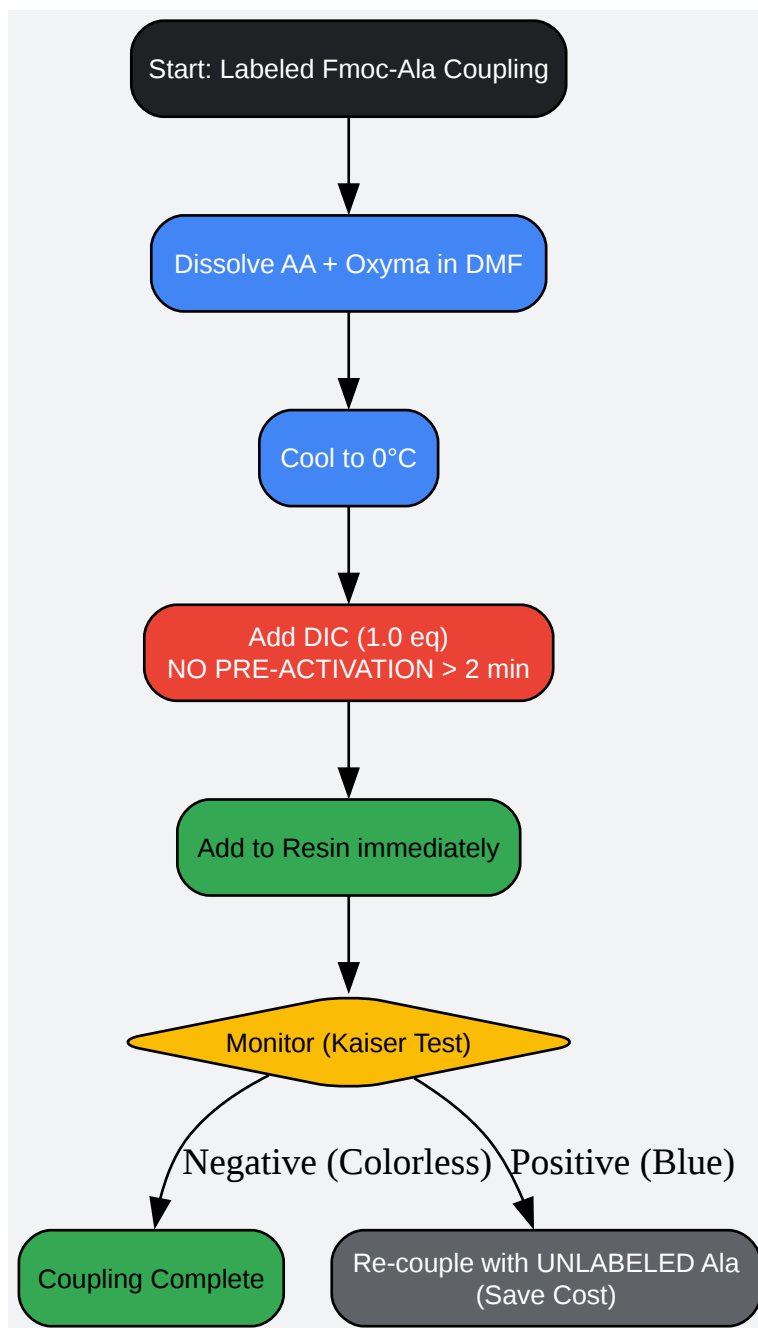 Start: Labeled Fmoc-Ala Coupling
Dissolve AA + Oxyma in DMF
Cool to 0°C
Add DIC (1.0 eq)
NO PRE-ACTIVATION > 2 min
Add to Resin immediately
Monitor (Kaiser Test)
Negative (Colorless)
Positive (Blue)
Coupling Complete
Re-couple with UNLABELED Ala
(Save Cost)